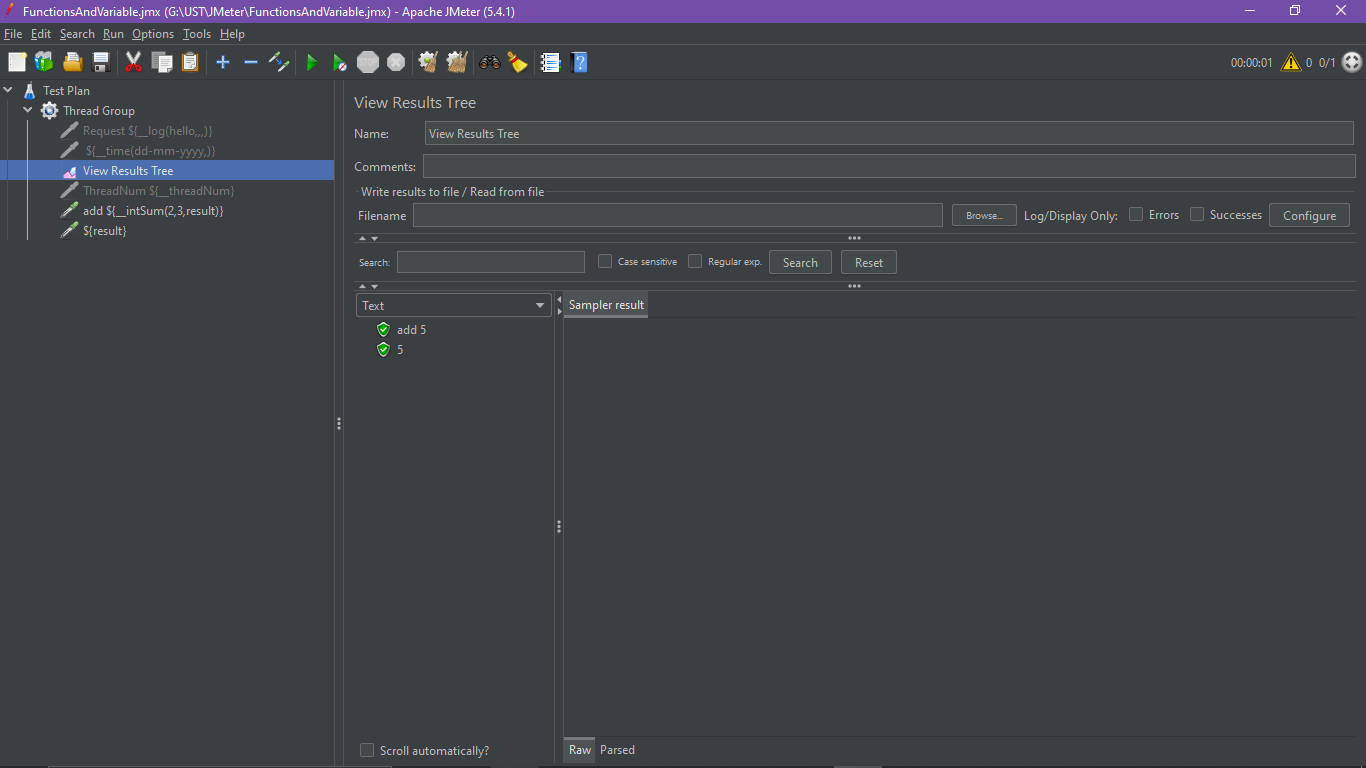 FunctionsAndVariable.jmx (G:\UST\JMeter\FunctionsAndVariable.jmx) - Apache JMeter (5.4.1)
File Edit Search Run Options Tools Help
STOP 00:00:01 0 0/1
Test Plan
Thread Group
Request ${__log(hello,,,)}
${__time(dd-mm-yyyy,)}
View Results Tree
ThreadNum ${__threadNum}
add ${__intSum(2,3,result)}
${result}
View Results Tree
Name: View Results Tree
Comments:
Write results to file / Read from file
Filename Browse... Log/Display Only: Errors Successes Configure
Search: Case sensitive Regular exp. Search Reset
Text
add 5
5
Scroll automatically?
Sampler result
Raw Parsed